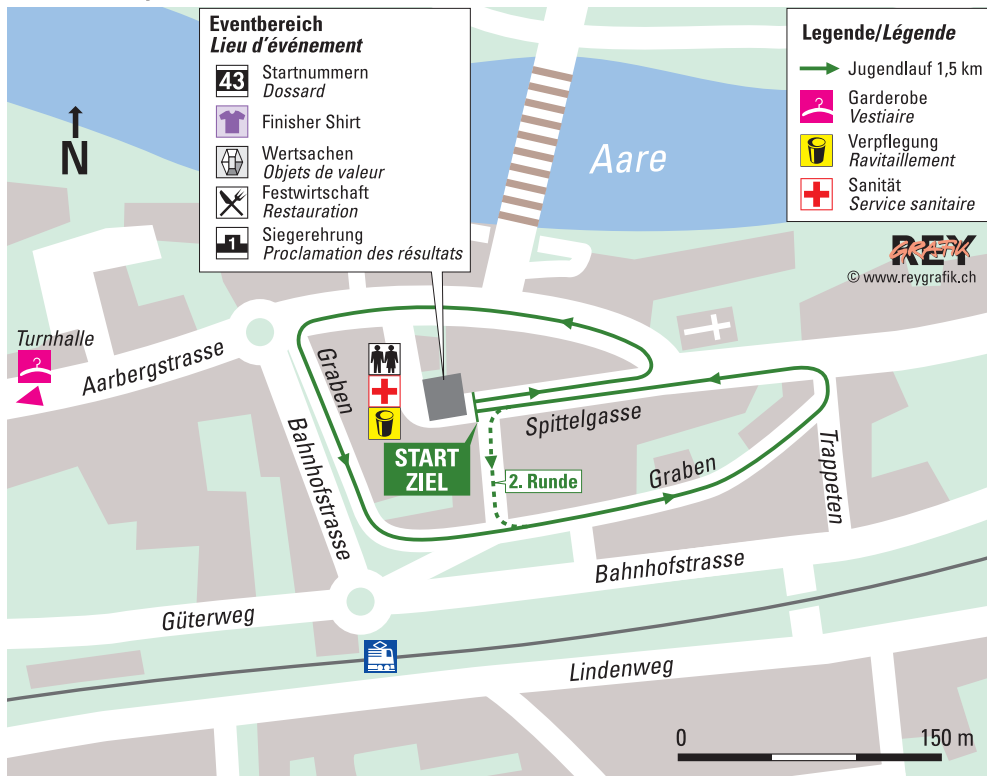 Eventbereich
Lieu d'événement
43
Startnummern
Dossard
Finisher Shirt
Wertsachen
Objets de valeur
Festwirtschaft
Restauration
1
Siegerehrung
Proclamation des résultats
Legende/Légende
Jugendlauf 1,5 km
Garderobe
Vestiaire
Verpflegung
Ravitaillement
Sanität
Service sanitaire
N
Aare
REY
GRAFIK
© www.reygrafik.ch
Turnhalle
Aarbergstrasse
Graben
Bahnhofstrasse
START
ZIEL
Spittelgasse
2. Runde
Graben
Trappeten
Bahnhofstrasse
Güterweg
Lindenweg
0
150 m